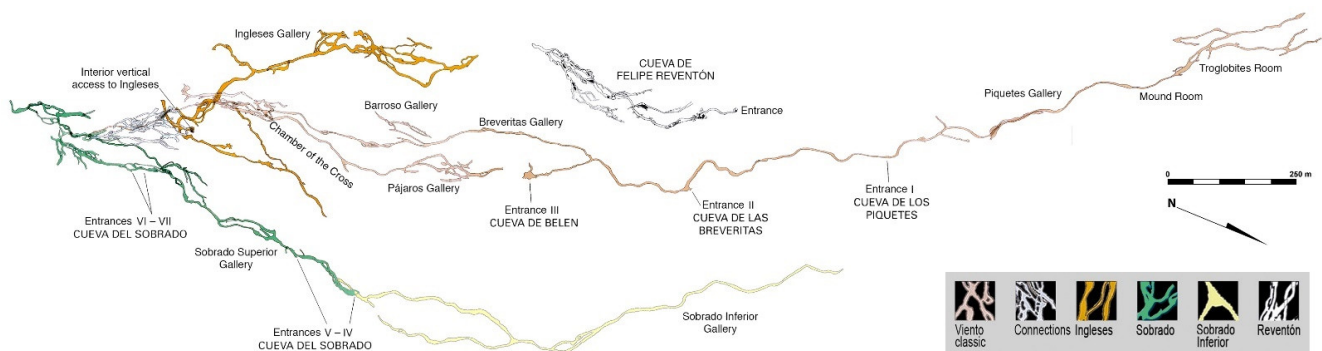 Ingleses Gallery
Interior vertical
access to Ingleses
Barroso Gallery
Chamber of the Cross
Breveritas Gallery
Pájaros Gallery
CUEVA DE
FELIPE REVENTÓN
Entrance
Piquetes Gallery
Mound Room
Troglobites Room
Entrances VI – VII
CUEVA DEL SOBRADO
Sobrado Superior
Gallery
Entrances V – IV
CUEVA DEL SOBRADO
Entrance III
CUEVA DE BELEN
Entrance II
CUEVA DE LAS
BREVERITAS
Entrance I
CUEVA DE LOS
PIQUETES
Sobrado Inferior
Gallery
0 250 m
N
Viento
classic
Connections
Ingleses
Sobrado
Sobrado
Inferior
Reventón